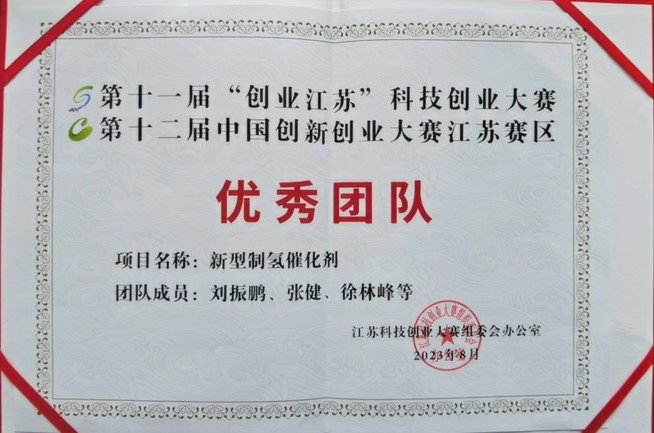 第十一届“创业江苏”科技创业大赛
第十二届中国创新创业大赛江苏赛区
优秀团队
项目名称：新型制氢催化剂
团队成员：刘振鹏、张健、徐林峰等
江苏科技创业大赛组委会办公室
2023年8月